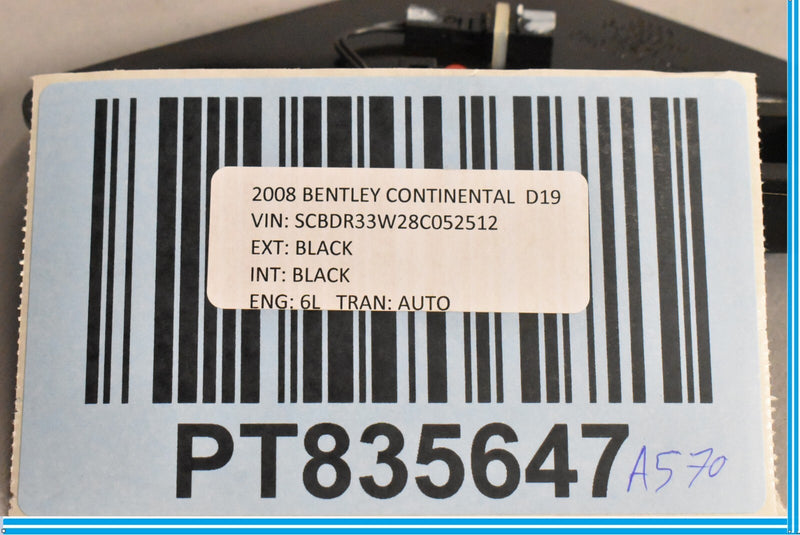 2008 BENTLEY CONTINENTAL D19
VIN: SCBDR33W28C052512
EXT: BLACK
INT: BLACK
ENG: 6L TRAN: AUTO
PT835647
A570